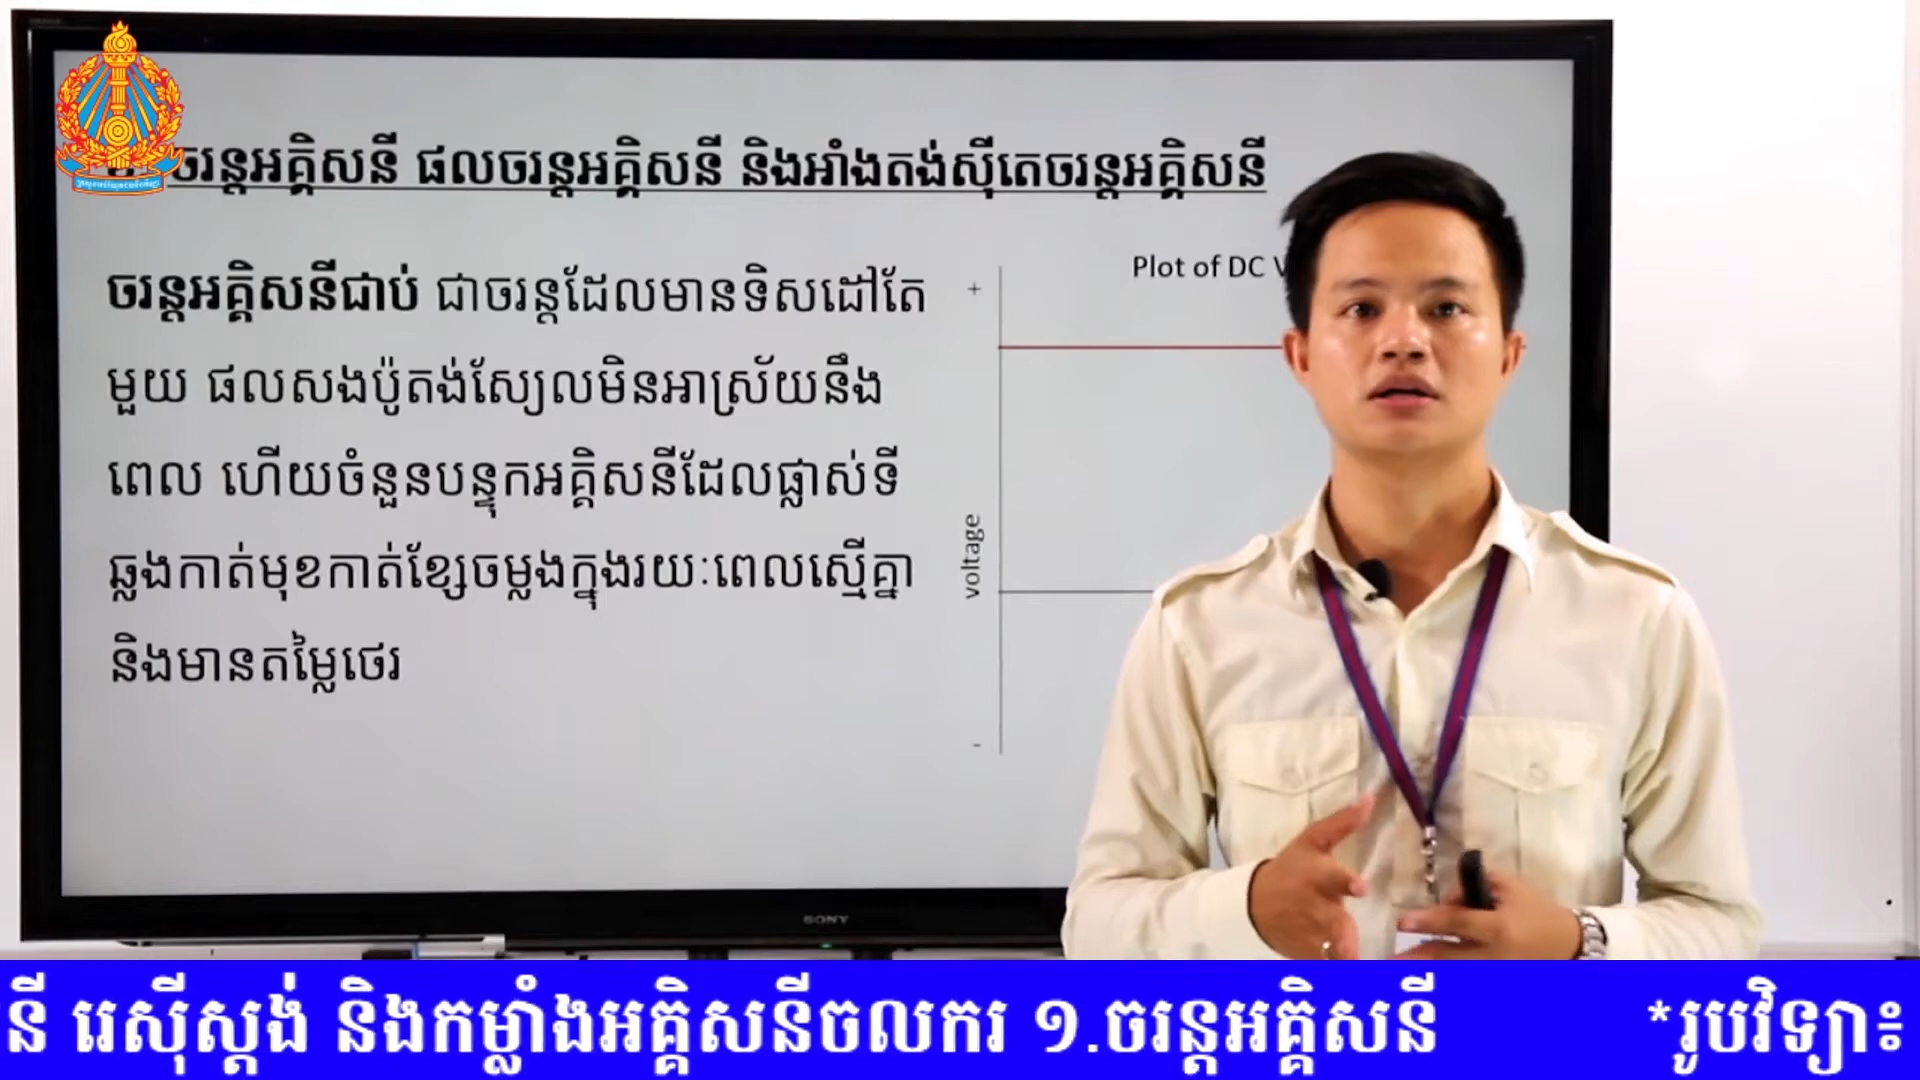 ចរន្តអគ្គិសនី ផលចរន្តអគ្គិសនី និងអាំងតង់ស៊ីតេចរន្តអគ្គិសនី
ចរន្តអគ្គិសនីជាប់ ជាចរន្តដែលមានទិសដៅតែ
មួយ ផលសងប៉ូតង់ស្យែលមិនអាស្រ័យនឹង
ពេល ហើយចំនួនបន្ទុកអគ្គិសនីដែលផ្លាស់ទី
ឆ្លងកាត់មុខកាត់ខ្សែចម្លងក្នុងរយៈពេលស្មើគ្នា
និងមានតម្លៃថេរ
Plot of DC
+
voltage
-
SONY
នី រេស៊ីស្តង់ និងកម្លាំងអគ្គិសនីចលករ ១.ចរន្តអគ្គិសនី *រូបវិទ្យា៖